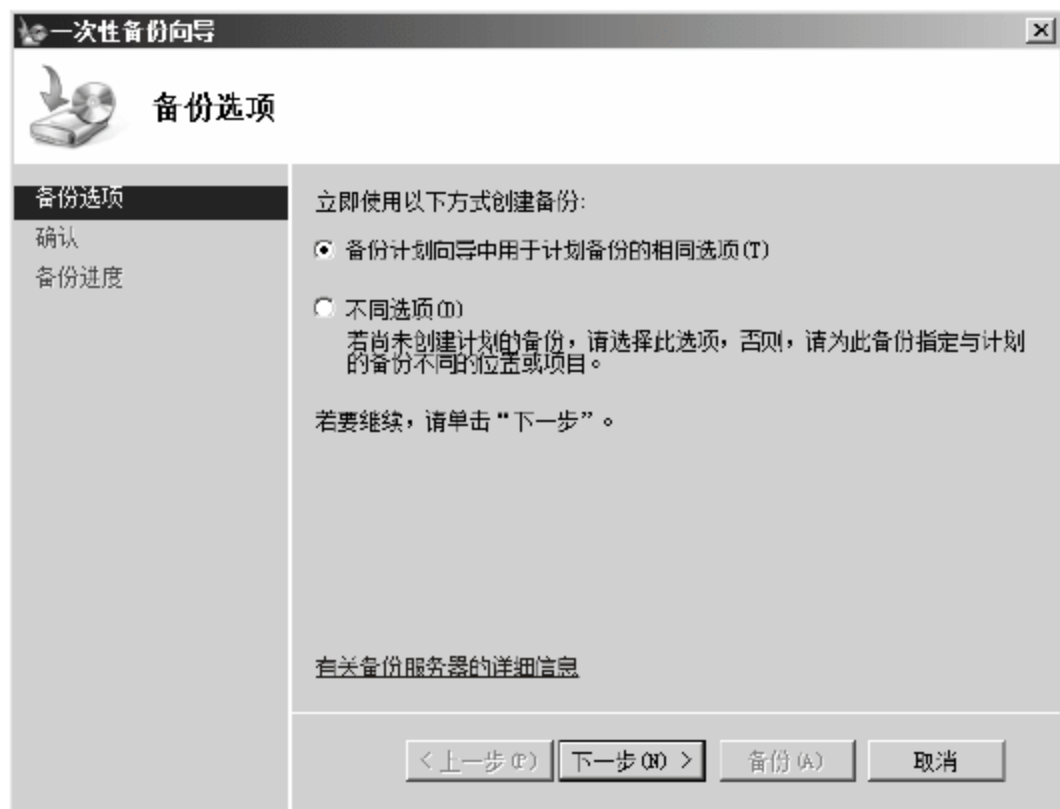 一次性备份向导
备份选项
备份选项
确认
备份进度
立即使用以下方式创建备份:
备份计划向导中用于计划备份的相同选项(T)
不同选项(D)
若尚未创建计划的备份，请选择此选项，否则，请为此备份指定与计划
的备份不同的位置或项目。
若要继续，请单击“下一步”。
有关备份服务器的详细信息
< 上一步(P)
下一步(N) >
备份(A)
取消